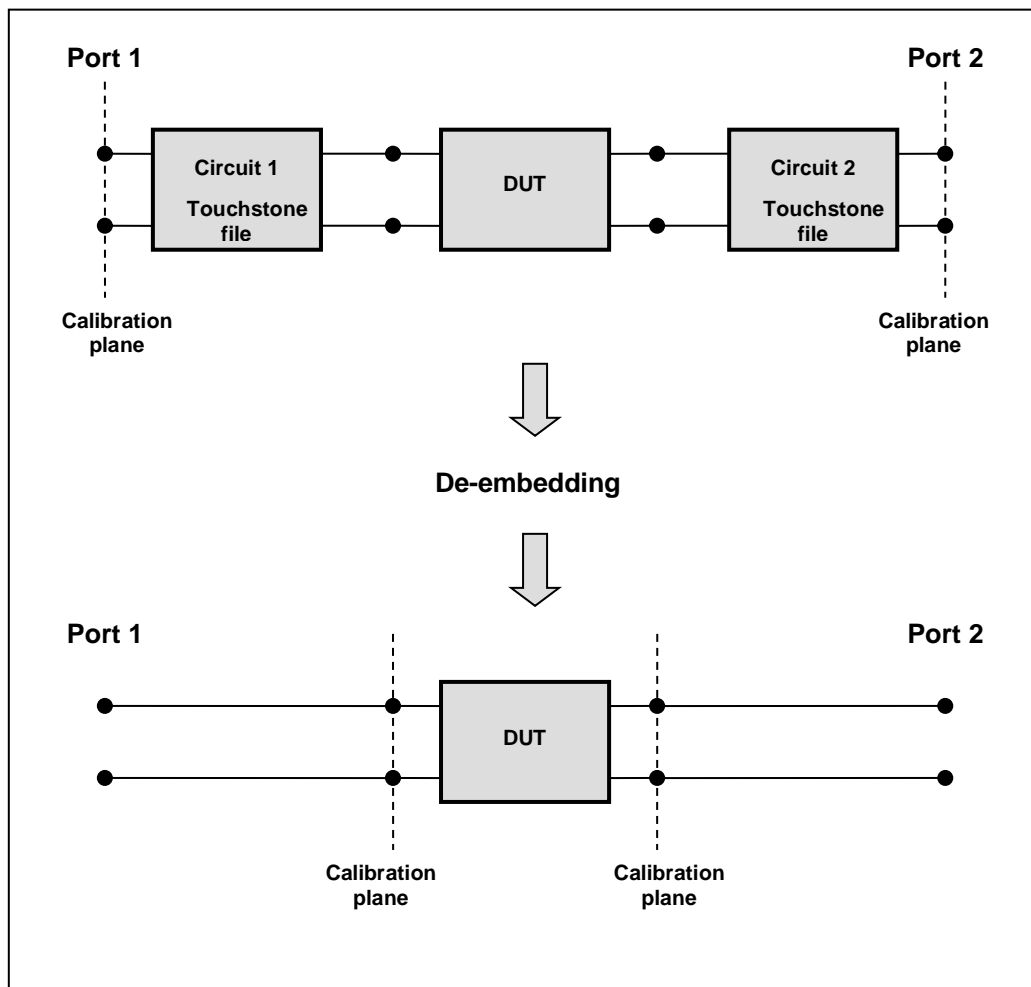 Port 1
Port 2
Circuit 1
Touchstone
file
DUT
Circuit 2
Touchstone
file
Calibration
plane
Calibration
plane
De-embedding
Port 1
Port 2
DUT
Calibration
plane
Calibration
plane